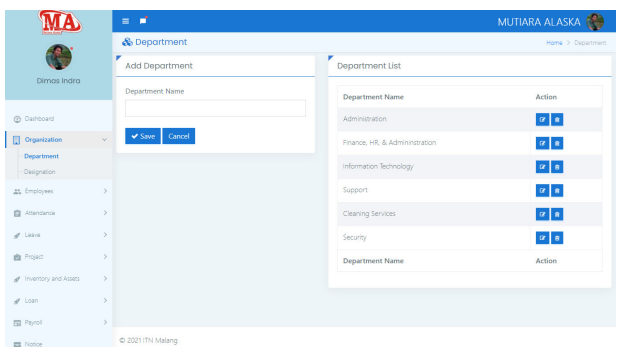 MA
MUTIARA ALASKA
Department
Home > Department
Dimas Indra
Dashboard
Organization
Department
Designation
Employees
Attendance
Leave
Project
Inventory and Assets
Loan
Payroll
Notice
Add Department
Department Name
Save
Cancel
Department List
Department Name Action
Administration
Finance, HR, & Admininstration
Information Technology
Support
Cleaning Services
Security
Department Name Action
© 2021 ITN Malang